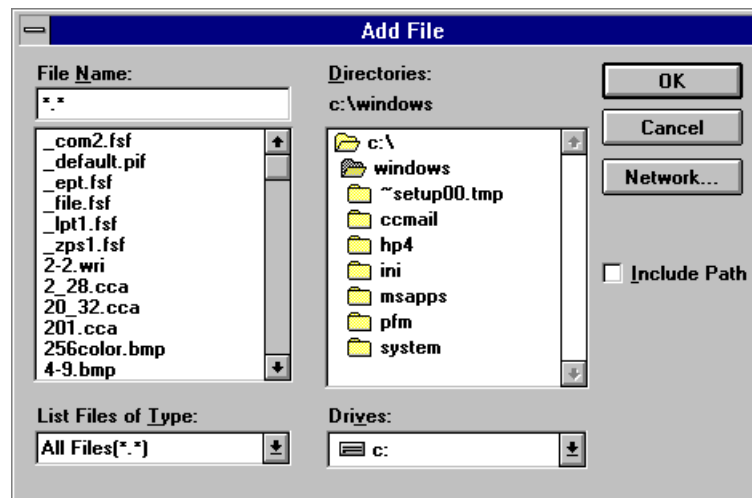 Add File
File Name:
*.*
_com2.fsf
_default.pif
_ept.fsf
_file.fsf
_lpt1.fsf
_zps1.fsf
2-2.wri
2_28.cca
20_32.cca
201.cca
256color.bmp
4-9.bmp
List Files of Type:
All Files(*.*)
Directories:
c:\windows
c:\
windows
~setup00.tmp
ccmail
hp4
ini
msapps
pfm
system
Drives:
c:
OK
Cancel
Network...
Include Path